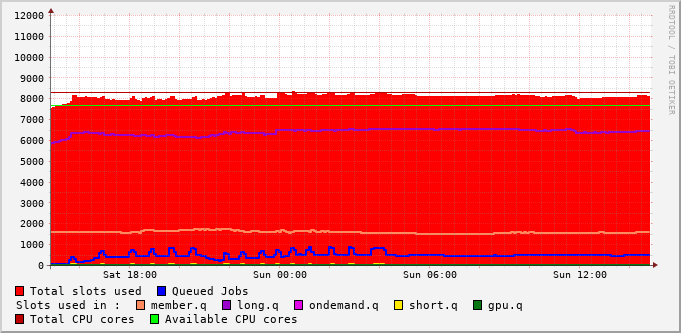 12000
11000
10000
9000
8000
7000
6000
5000
4000
3000
2000
1000
0
Sat 18:00 Sun 00:00 Sun 06:00 Sun 12:00
RRDTOOL / TOBI OETIKER
Total slots used Queued Jobs
Slots used in : member.q long.q ondemand.q short.q gpu.q
Total CPU cores Available CPU cores